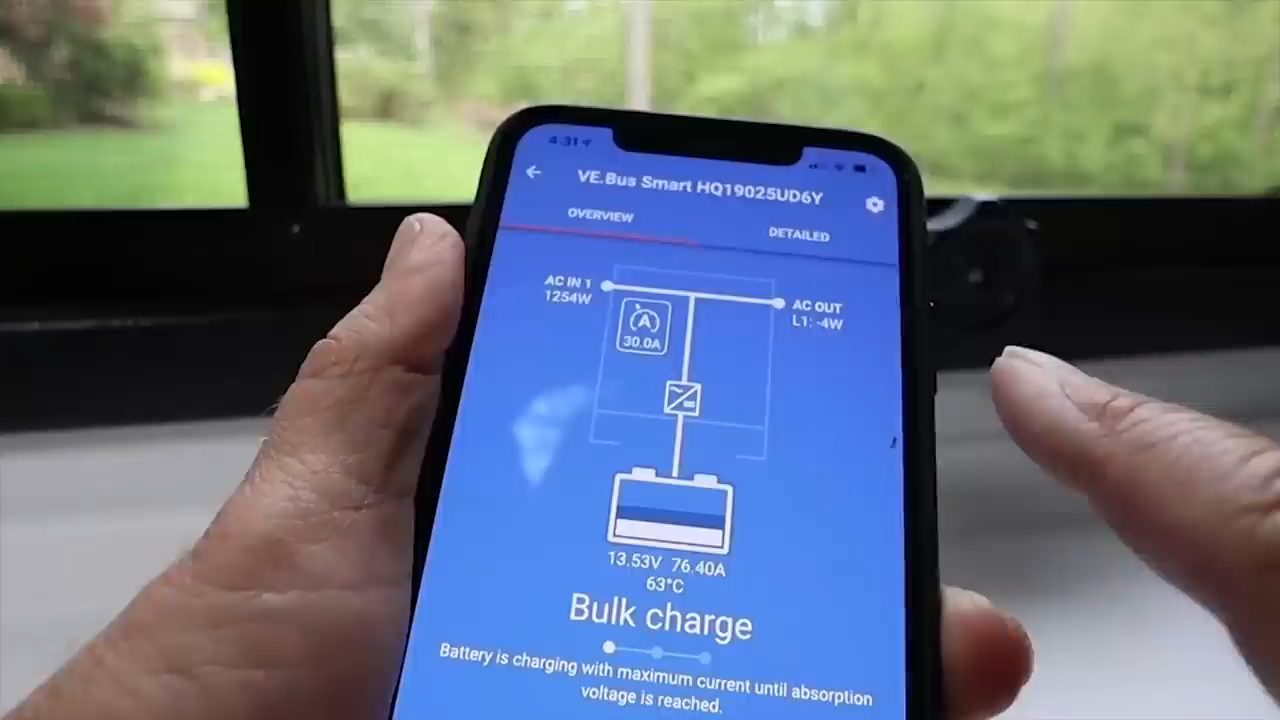 4:31
VE.Bus Smart HQ19025UD6Y
OVERVIEW
DETAILED
AC IN 1
1254W
AC OUT
L1: -4W
A
30.0A
13.53V 76.40A
63°C
Bulk charge
Battery is charging with maximum current until absorption
voltage is reached.